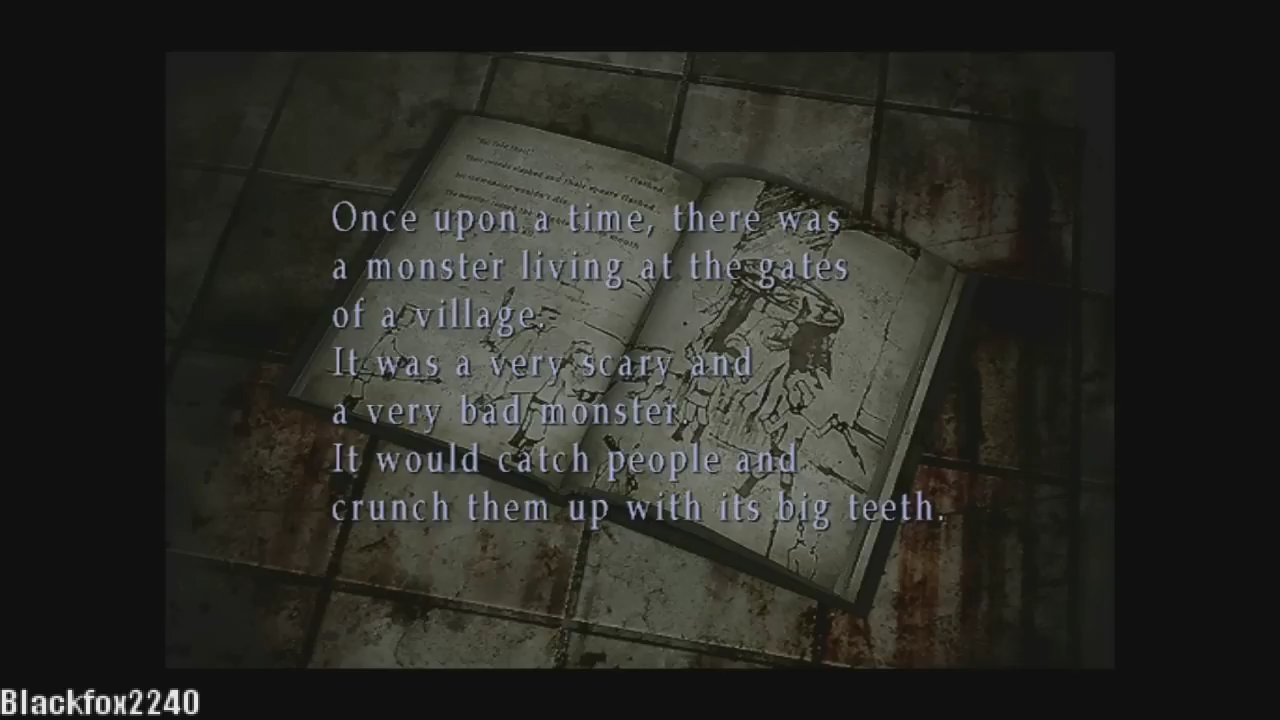 Once upon a time, there was
a monster living at the gates
of a village.
It was a very scary and
a very bad monster.
It would catch people and
crunch them up with its big teeth.
Blackfox2240